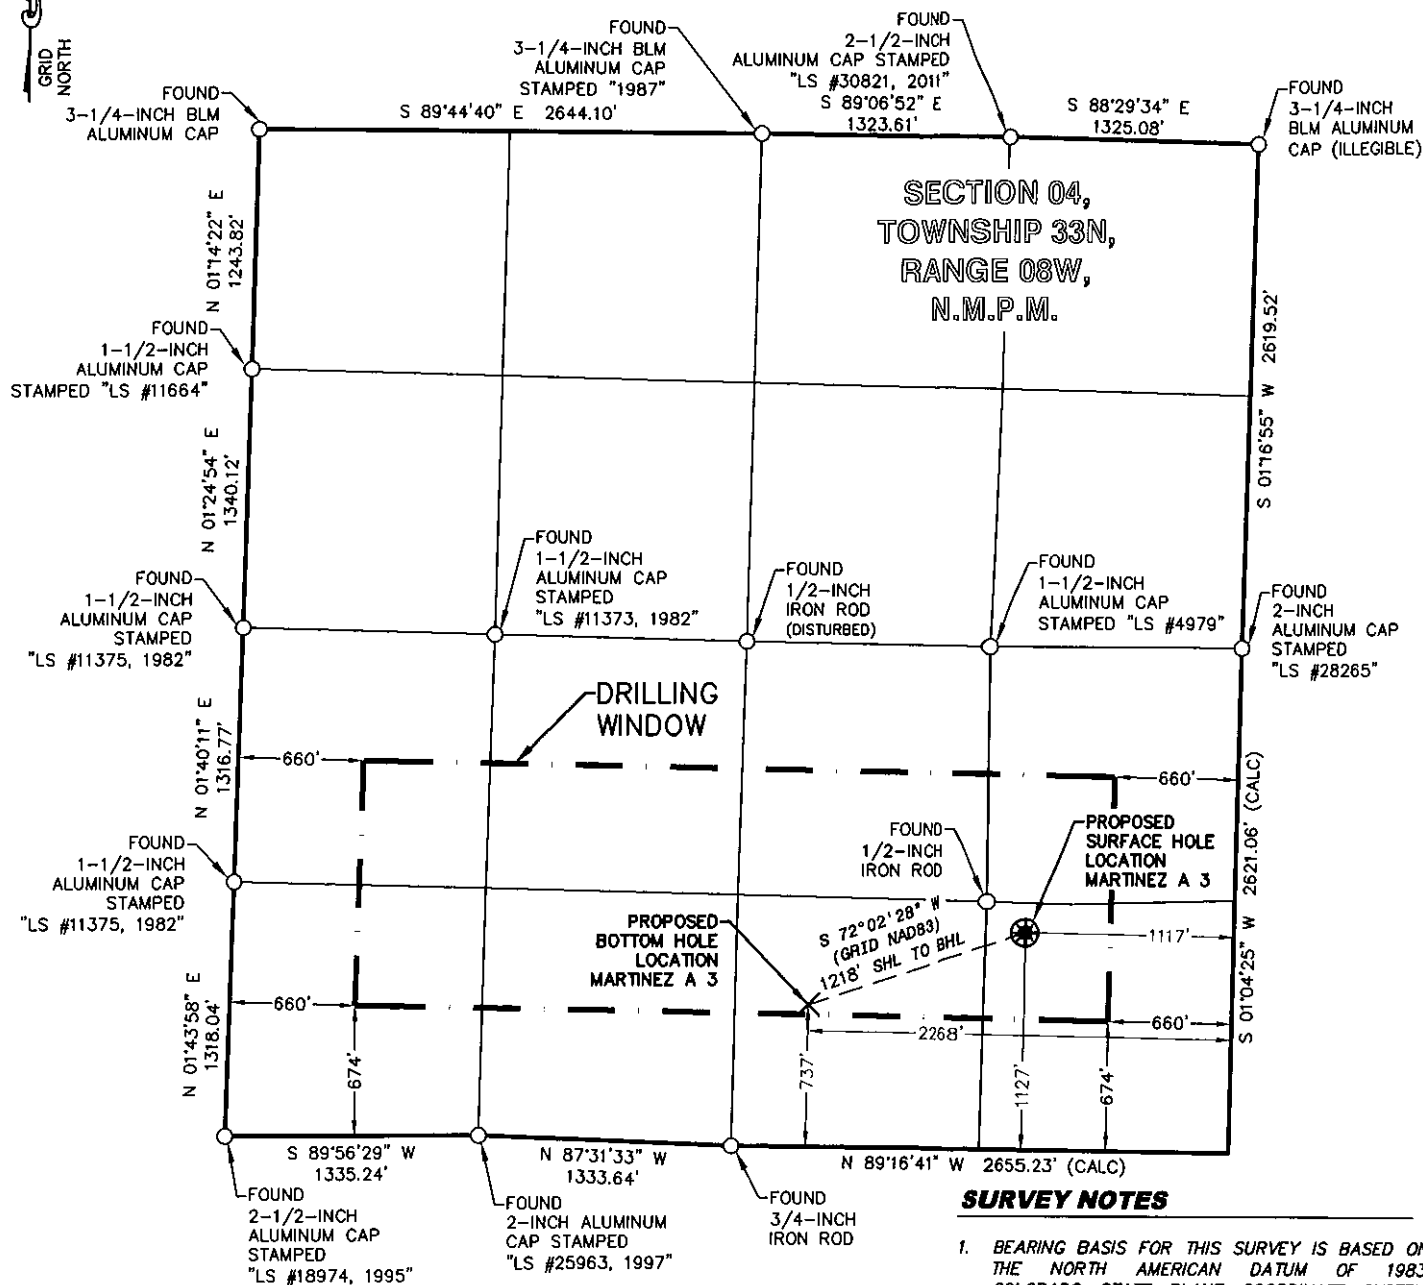 GRID
NORTH
FOUND
3-1/4-INCH BLM
ALUMINUM CAP
FOUND
3-1/4-INCH BLM
ALUMINUM CAP
STAMPED "1987"
S 89°44'40" E 2644.10'
FOUND
2-1/2-INCH
ALUMINUM CAP STAMPED
"LS #30821, 2011"
S 89°06'52" E
1323.61'
S 88°29'34" E
1325.08'
FOUND
3-1/4-INCH
BLM ALUMINUM
CAP (ILLEGIBLE)
SECTION 04,
TOWNSHIP 33N,
RANGE 08W,
N.M.P.M.
N 01°14'22" E
1243.82'
FOUND
1-1/2-INCH
ALUMINUM CAP
STAMPED "LS #11664"
S 01°16'55" W 2619.52'
N 01°24'54" E
1340.12'
FOUND
1-1/2-INCH
ALUMINUM CAP
STAMPED
"LS #11375, 1982"
FOUND
1-1/2-INCH
ALUMINUM CAP
STAMPED
"LS #11373, 1982"
FOUND
1/2-INCH
IRON ROD
(DISTURBED)
FOUND
1-1/2-INCH
ALUMINUM CAP
STAMPED "LS #4979"
FOUND
2-INCH
ALUMINUM CAP
STAMPED
"LS #28265"
DRILLING
WINDOW
N 01°40'11" E
1316.77'
660'
660'
S 01°04'25" W 2621.06' (CALC)
FOUND
1-1/2-INCH
ALUMINUM CAP
STAMPED
"LS #11375, 1982"
FOUND
1/2-INCH
IRON ROD
PROPOSED
SURFACE HOLE
LOCATION
MARTINEZ A 3
PROPOSED
BOTTOM HOLE
LOCATION
MARTINEZ A 3
S 72°02'28" W
(GRID NAD83)
1218' SHL TO BHL
1117'
N 01°43'58" E
1318.04'
660'
660'
2268'
674'
737'
1127'
674'
S 89°56'29" W
1335.24'
N 87°31'33" W
1333.64'
N 89°16'41" W 2655.23' (CALC)
FOUND
2-1/2-INCH
ALUMINUM CAP
STAMPED
"LS #18974, 1995"
FOUND
2-INCH ALUMINUM
CAP STAMPED
"LS #25963, 1997"
FOUND
3/4-INCH
IRON ROD
SURVEY NOTES
1. BEARING BASIS FOR THIS SURVEY IS BASED ON
THE NORTH AMERICAN DATUM OF 1983